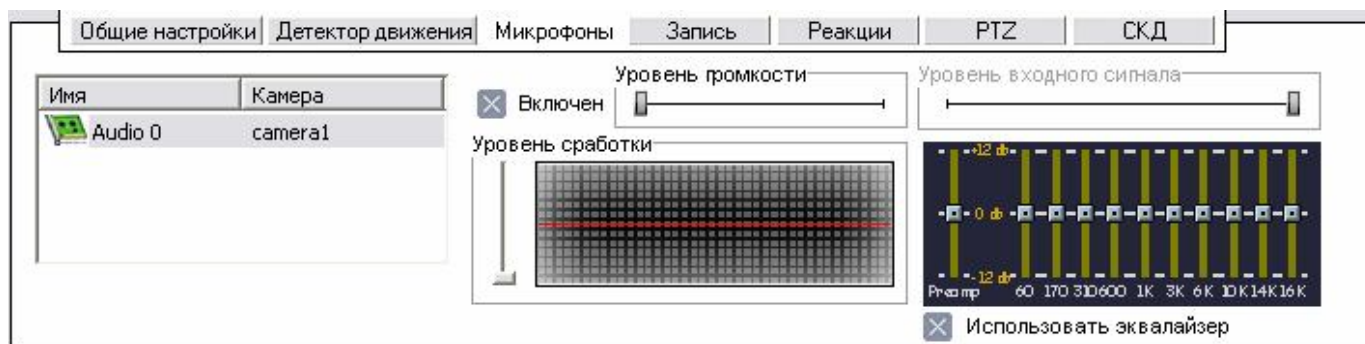 Общие настройки Детектор движения Микрофоны Запись Реакции PTZ СКД
Имя Камера
Audio 0 camera1
Включен
Уровень громкости
Уровень входного сигнала
Уровень сработки
+12 db
0 db
-12 db
Preamp 60 170 310 600 1K 3K 6K 10K 14K 16K
Использовать эквалайзер